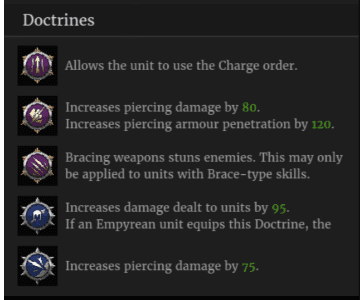 Doctrines
Allows the unit to use the Charge order.
Increases piercing damage by 80.
Increases piercing armour penetration by 120.
Bracing weapons stuns enemies. This may only
be applied to units with Brace-type skills.
Increases damage dealt to units by 95.
If an Empyrean unit equips this Doctrine, the
Increases piercing damage by 75.